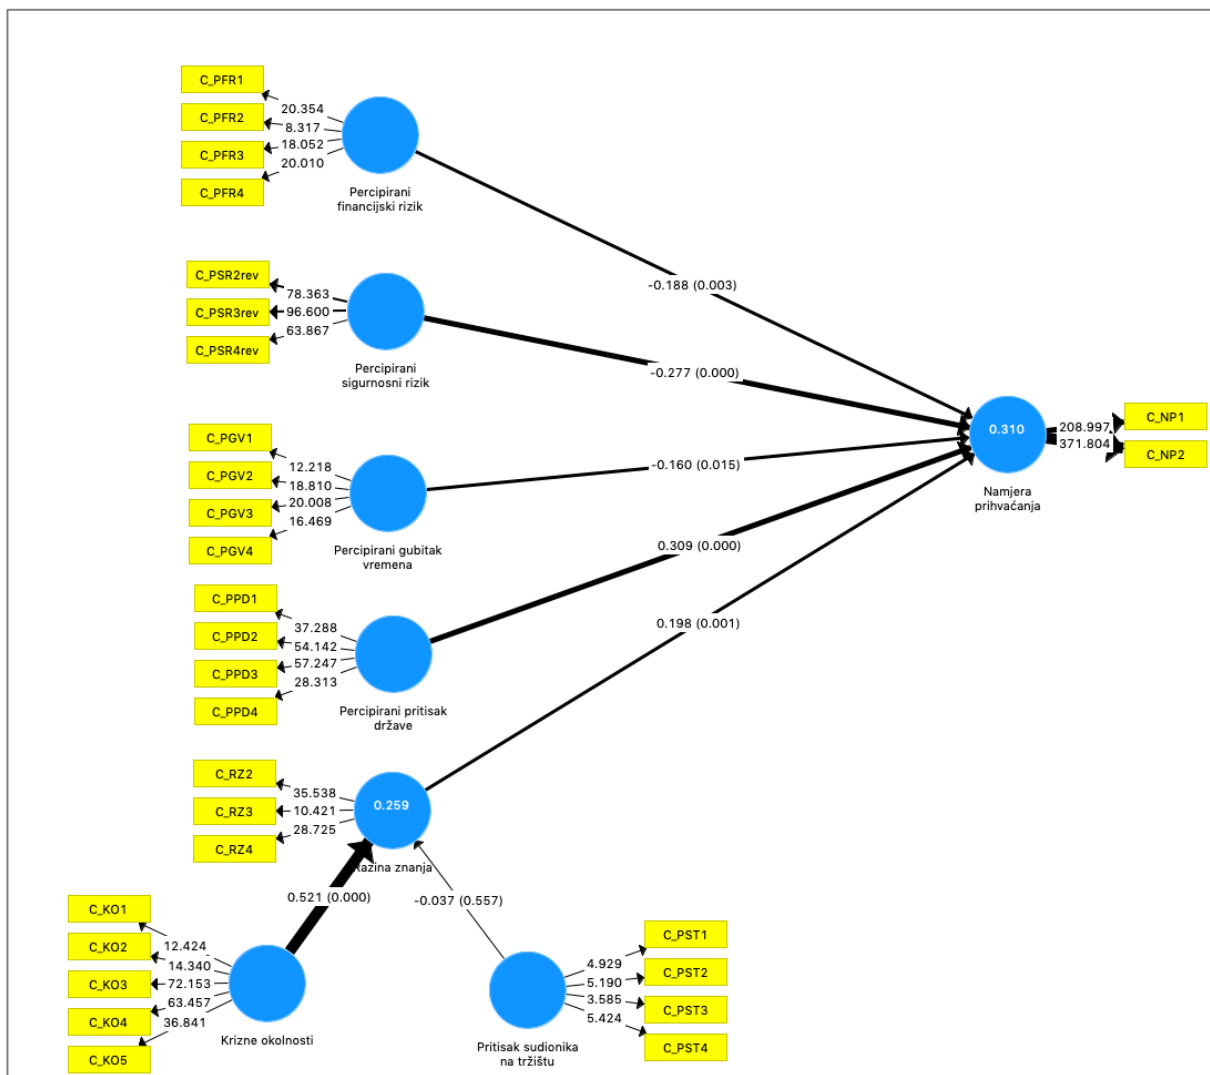 C_PFR1
C_PFR2
C_PFR3
C_PFR4
20.354
8.317
18.052
20.010
Percipirani
financijski rizik
-0.188 (0.003)
C_PSR2rev
C_PSR3rev
C_PSR4rev
78.363
96.600
63.867
Percipirani
sigurnosni rizik
-0.277 (0.000)
C_PGV1
C_PGV2
C_PGV3
C_PGV4
12.218
18.810
20.008
16.469
Percipirani gubitak
vremena
-0.160 (0.015)
0.310
Namjera
prihvaćanja
208.997
371.804
C_NP1
C_NP2
C_PPD1
C_PPD2
C_PPD3
C_PPD4
37.288
54.142
57.247
28.313
Percipirani pritisak
države
0.309 (0.000)
C_RZ2
C_RZ3
C_RZ4
35.538
10.421
28.725
0.259
Razina znanja
0.198 (0.001)
0.521 (0.000)
-0.037 (0.557)
C_KO1
C_KO2
C_KO3
C_KO4
C_KO5
12.424
14.340
72.153
63.457
36.841
Krizne okolnosti
Pritisak sudionika
na tržištu
4.929
5.190
3.585
5.424
C_PST1
C_PST2
C_PST3
C_PST4